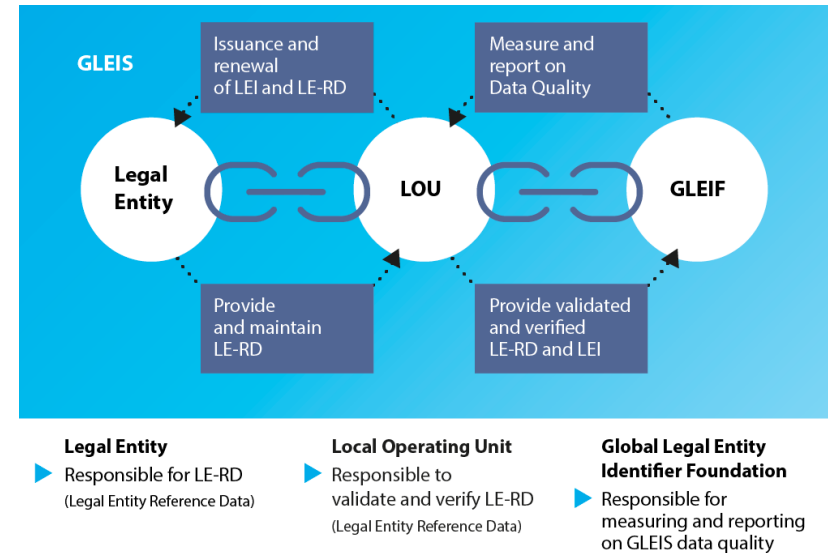 GLEIS
Issuance and
renewal
of LEI and LE-RD
Measure and
report on
Data Quality
Legal
Entity
LOU
GLEIF
Provide
and maintain
LE-RD
Provide validated
and verified
LE-RD and LEI
Legal Entity
Responsible for LE-RD
(Legal Entity Reference Data)
Local Operating Unit
Responsible to
validate and verify LE-RD
(Legal Entity Reference Data)
Global Legal Entity
Identifier Foundation
Responsible for
measuring and reporting
on GLEIS data quality